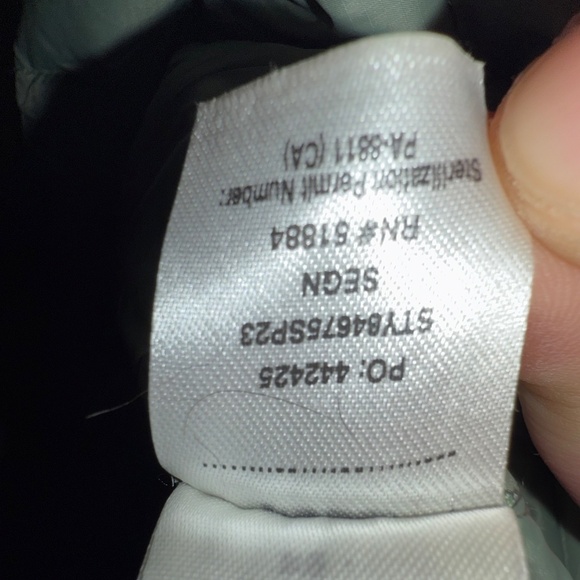 PO: 442425
STY84675SP23
SEGN
RN# 51884
Sterilization Permit Number:
PA-8811 (CA)